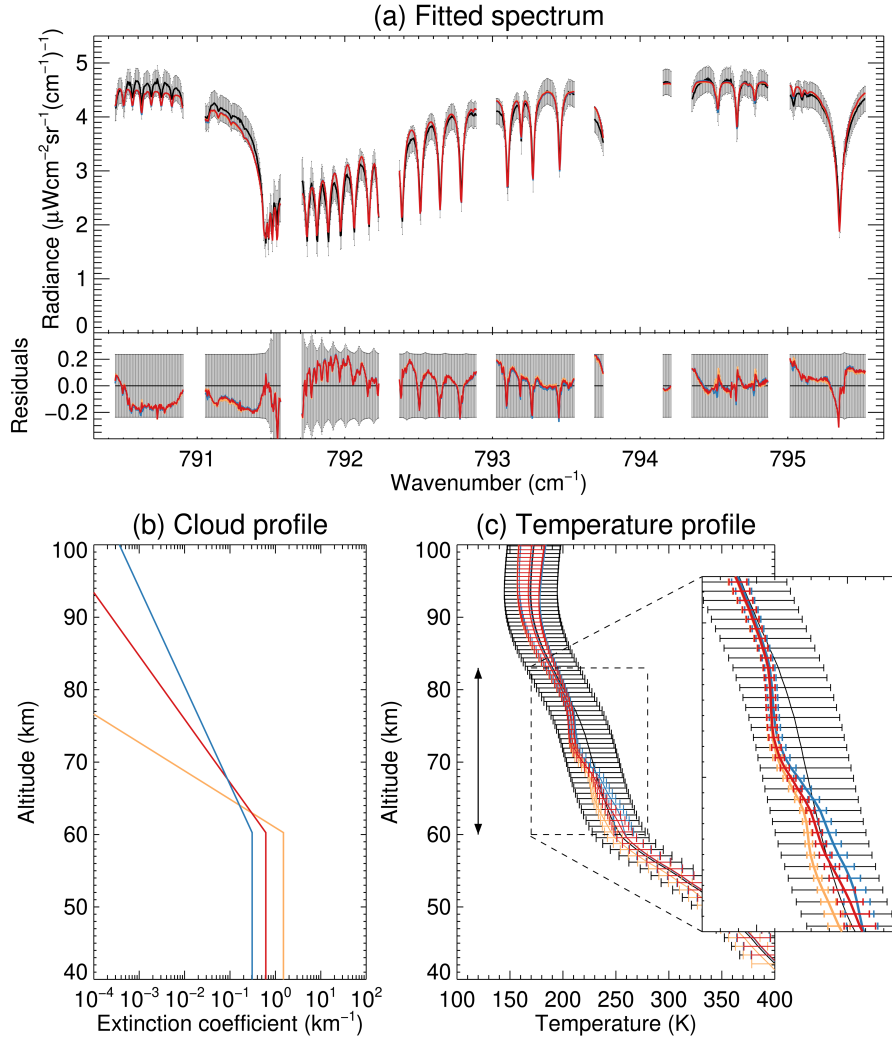 (a) Fitted spectrum
Radiance (μWcm⁻²sr⁻¹(cm⁻¹)⁻¹)
5
4
3
2
1
0
Residuals
0.2
0.0
−0.2
791 792 793 794 795
Wavenumber (cm⁻¹)
(b) Cloud profile (c) Temperature profile
Altitude (km)
100
90
80
70
60
50
40
10⁻⁴ 10⁻³ 10⁻² 10⁻¹ 10⁰ 10¹ 10²
Extinction coefficient (km⁻¹)
Altitude (km)
100
90
80
70
60
50
40
100 150 200 250 300 350 400
Temperature (K)